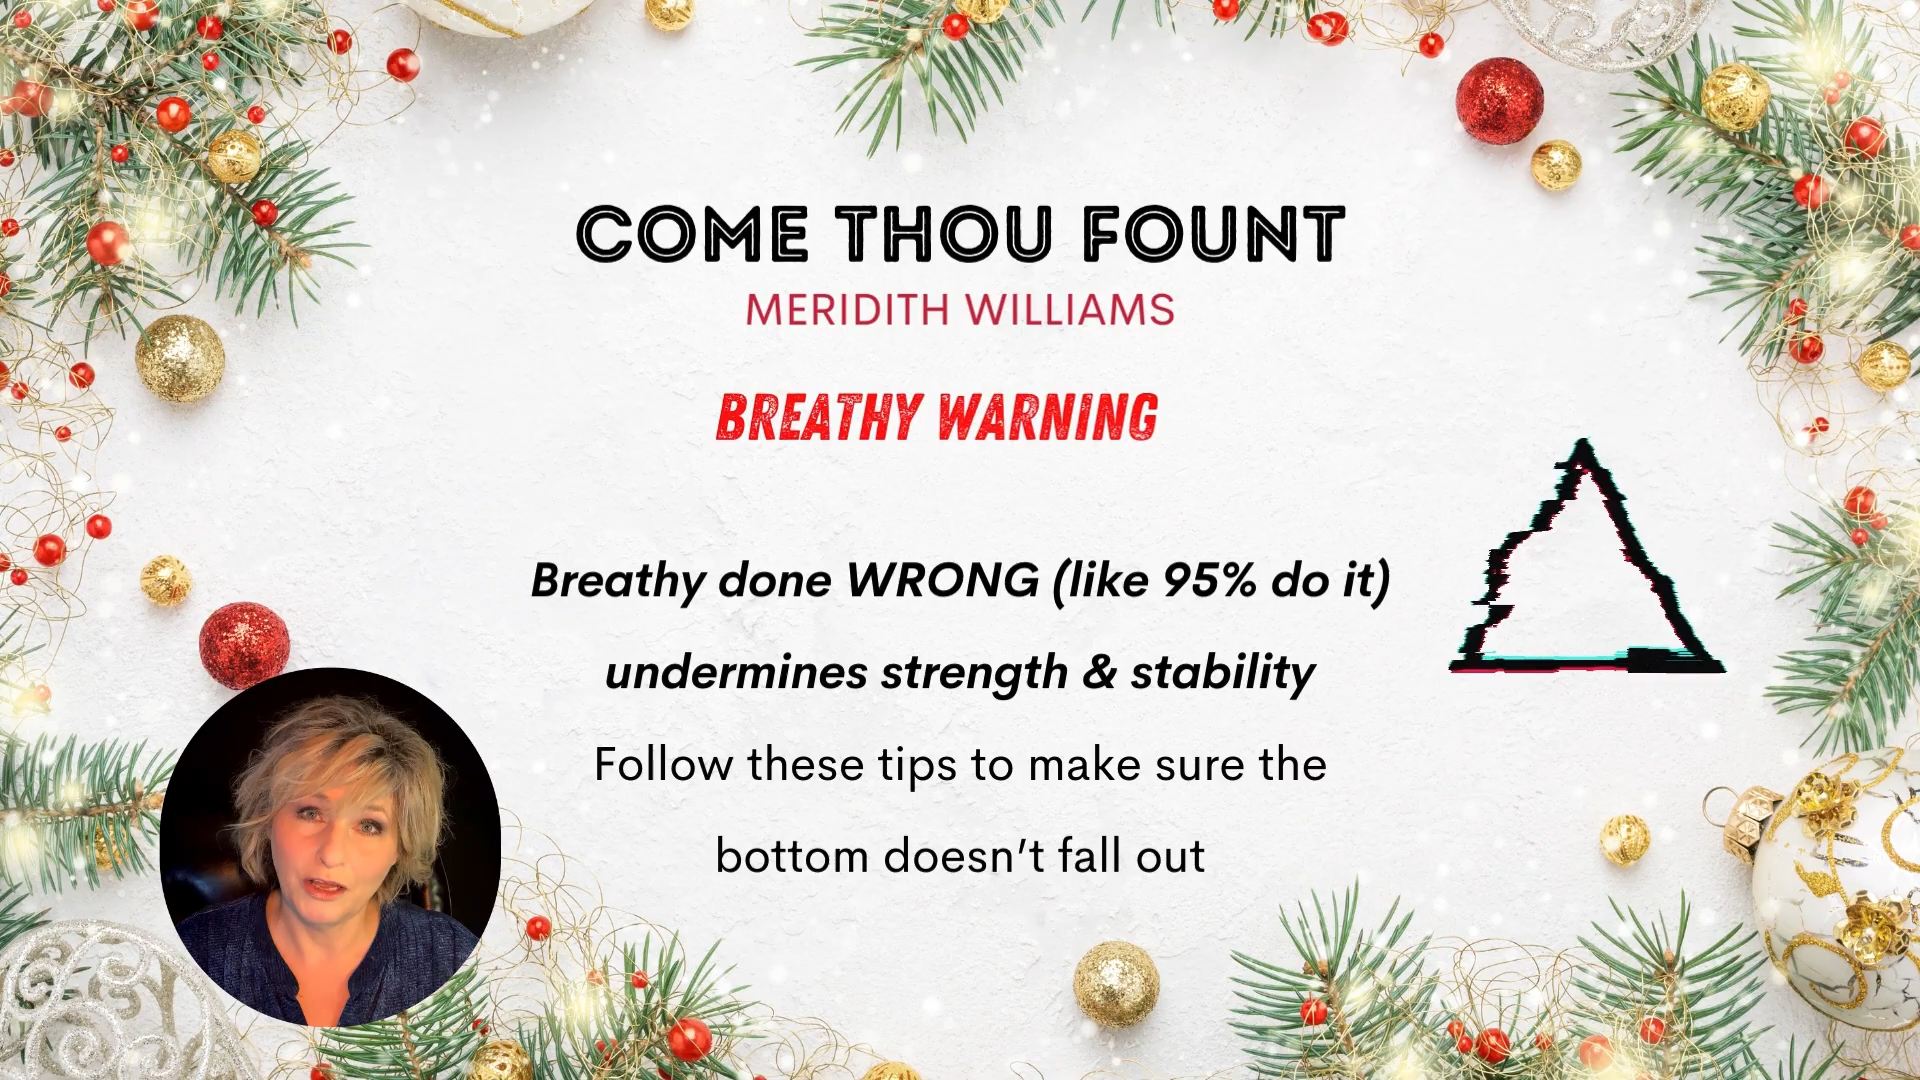 COME THOU FOUNT
MERIDITH WILLIAMS
BREATHY WARNING
Breathy done WRONG (like 95% do it)
undermines strength & stability
Follow these tips to make sure the
bottom doesn't fall out